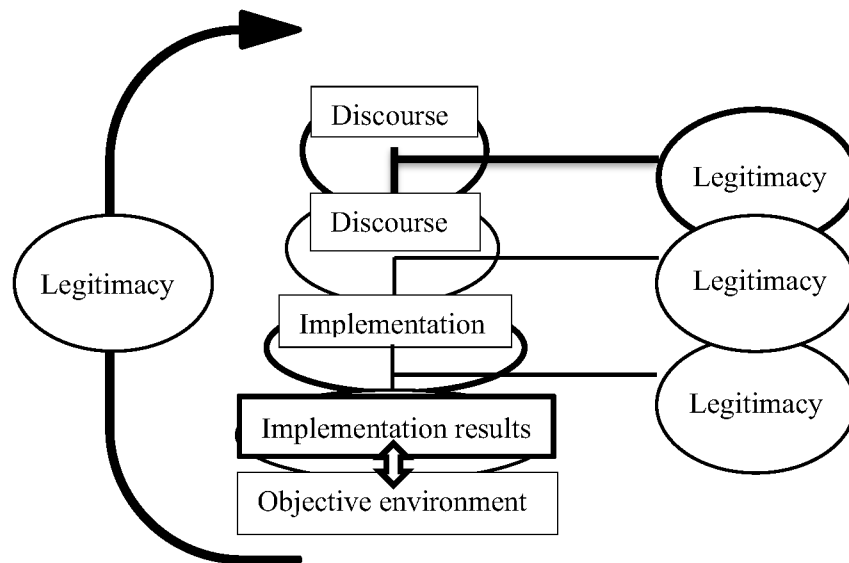 Discourse
Legitimacy
Discourse
Legitimacy
Legitimacy
Implementation
Legitimacy
Implementation results
Objective environment